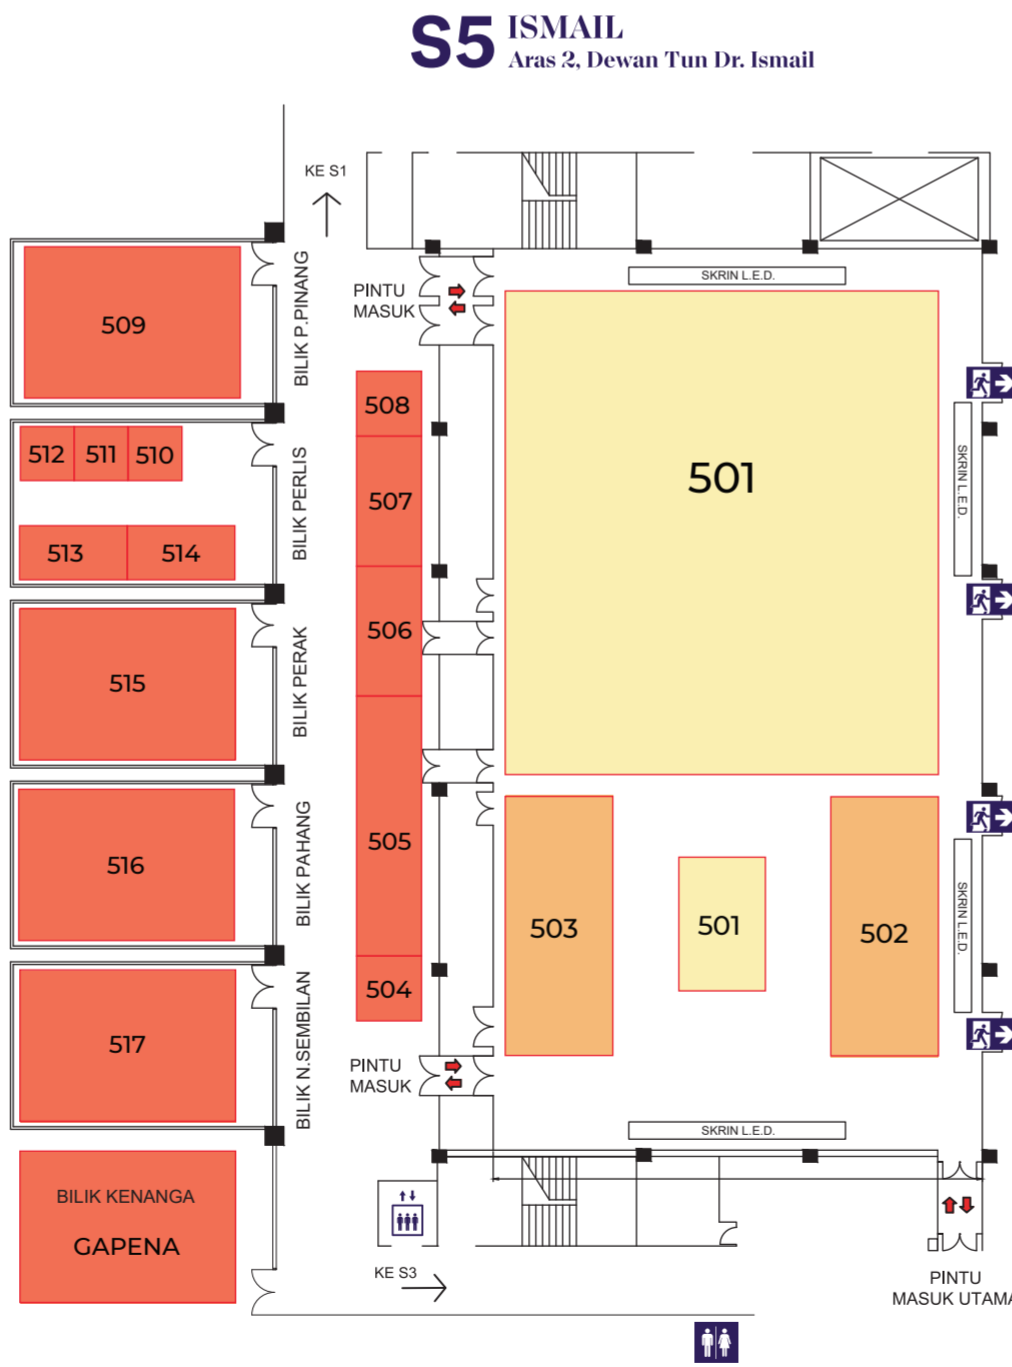 S5 ISMAIL
Aras 2, Dewan Tun Dr. Ismail
KE S1
SKRIN L.E.D.
PINTU
MASUK
509
BILIK P.PINANG
508
512
511
510
BILIK PERLIS
507
501
SKRIN L.E.D.
513
514
506
515
BILIK PERAK
505
516
BILIK PAHANG
503
501
502
SKRIN L.E.D.
504
517
BILIK N.SEMBILAN
PINTU
MASUK
SKRIN L.E.D.
BILIK KENANGA
GAPENA
KE S3
PINTU
MASUK UTAMA